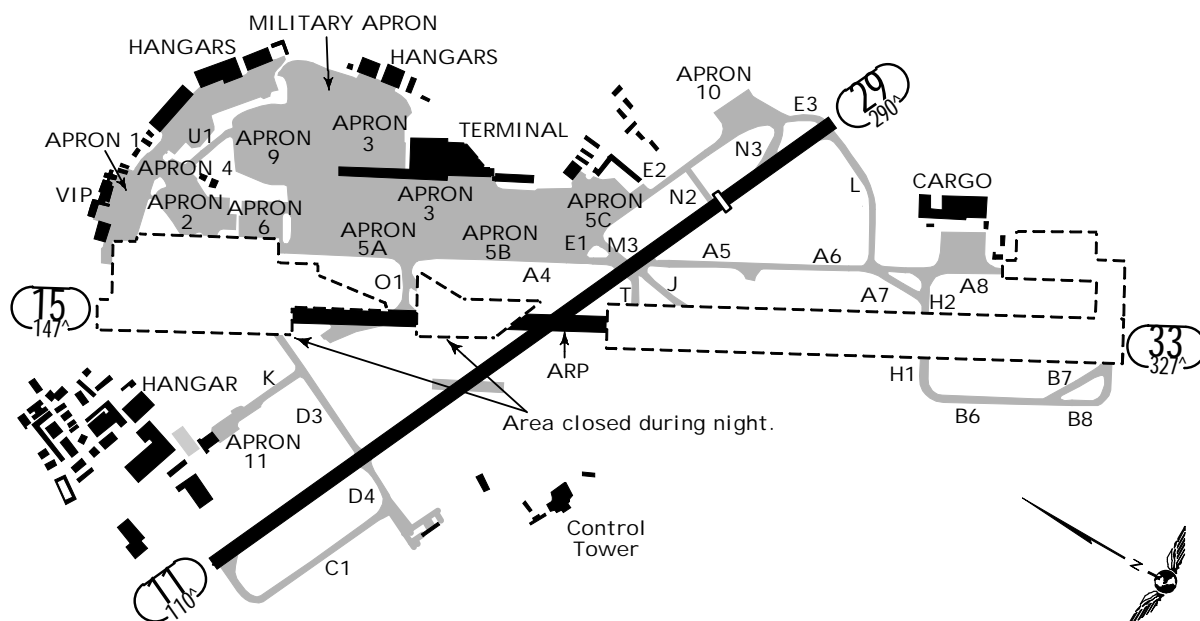 MILITARY APRON
HANGARS
HANGARS
APRON
10
E3
29
290^
APRON 1
U1
APRON
9
APRON
3
TERMINAL
N3
E2
APRON 4
VIP
APRON
2
APRON
6
APRON
3
APRON
5C
N2
L
CARGO
APRON
5A
APRON
5B
E1
M3
A5
A6
O1
A4
T
J
A7
H2
A8
15
147^
33
327^
ARP
HANGAR
K
D3
H1
B7
B6
B8
Area closed during night.
APRON
11
D4
Control
Tower
C1
11
110^
N